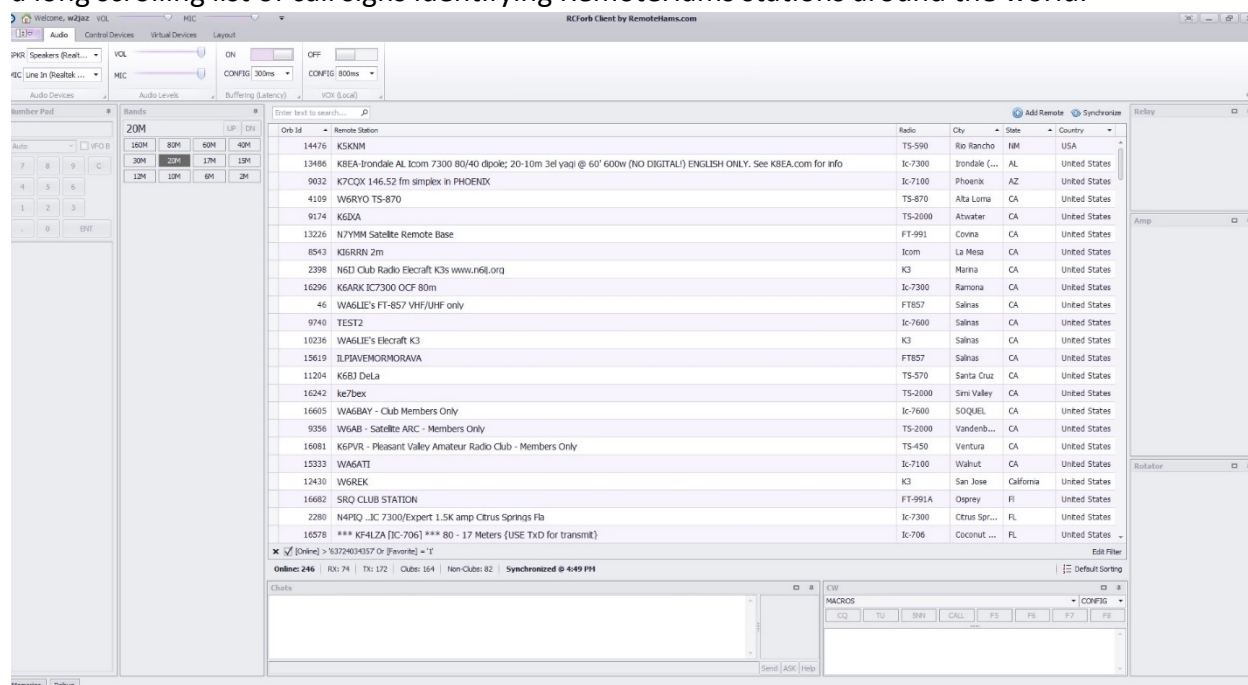 a long scrolling list of call signs identifying RemoteHams stations around the world.
Welcome, w2jaz VOL MIC RCForb Client by RemoteHams.com
Audio Control Devices Virtual Devices Layout
SPKR Speakers (Realt... VOL ON OFF
MIC Line In (Realtek ... MIC CONFIG 300ms CONFIG 800ms
Audio Devices Audio Levels Buffering (Latency) VOX (Local)
Number Pad
Auto VFO B
7 8 9 C
4 5 6
1 2 3
. 0 ENT
Bands
20M UP DN
160M 80M 60M 40M
30M 20M 17M 15M
12M 10M 6M 2M
Enter text to search... Add Remote Synchronize
Orb Id Remote Station Radio City State Country
14476 K5KNM TS-590 Rio Rancho NM USA
13486 K8EA-Irondale AL Icom 7300 80/40 dipole; 20-10m 3el yagi @ 60' 600w (NO DIGITAL!) ENGLISH ONLY. See K8EA.com for info Ic-7300 Irondale (... AL United States
9032 K7CQX 146.52 fm simplex in PHOENIX Ic-7100 Phoenix AZ United States
4109 W6RYO TS-870 TS-870 Alta Loma CA United States
9174 K6IXA TS-2000 Atwater CA United States
13226 N7YMM Satellite Remote Base FT-991 Covina CA United States
8543 KI6RRN 2m Icom La Mesa CA United States
2398 N6IJ Club Radio Elecraft K3s www.n6ij.org K3 Marina CA United States
16296 K6ARK IC7300 OCF 80m Ic-7300 Ramona CA United States
46 WA6LIE's FT-857 VHF/UHF only FT857 Salinas CA United States
9740 TEST2 Ic-7600 Salinas CA United States
10236 WA6LIE's Elecraft K3 K3 Salinas CA United States
15619 ILPIAVEMORMORAVA FT857 Salinas CA United States
11204 K6BJ DeLa TS-570 Santa Cruz CA United States
16242 ke7bex TS-2000 Simi Valley CA United States
16605 WA6BAY - Club Members Only Ic-7600 SOQUEL CA United States
9356 W6AB - Satellite ARC - Members Only TS-2000 Vandenb... CA United States
16081 K6PVR - Pleasant Valley Amateur Radio Club - Members Only TS-450 Ventura CA United States
15333 WA6ATI Ic-7100 Walnut CA United States
12430 W6REK K3 San Jose California United States
16682 SRQ CLUB STATION FT-991A Osprey Fl United States
2280 N4PIQ ..IC 7300/Expert 1.5K amp Citrus Springs Fla Ic-7300 Citrus Spr... FL United States
16578 *** KF4LZA [IC-706] *** 80 - 17 Meters {USE TxD for transmit} Ic-706 Coconut ... FL United States
[Online] > '63724034357' Or [Favorite] = '1' Edit Filter
Online: 246 RX: 74 TX: 172 Clubs: 164 Non-Clubs: 82 Synchronized @ 4:49 PM Default Sorting
Chats
Send ASK Help
CW
MACROS CONFIG
CQ TU 5NN CALL F5 F6 F7 F8
Relay
Amp
Rotator
Memories Debug